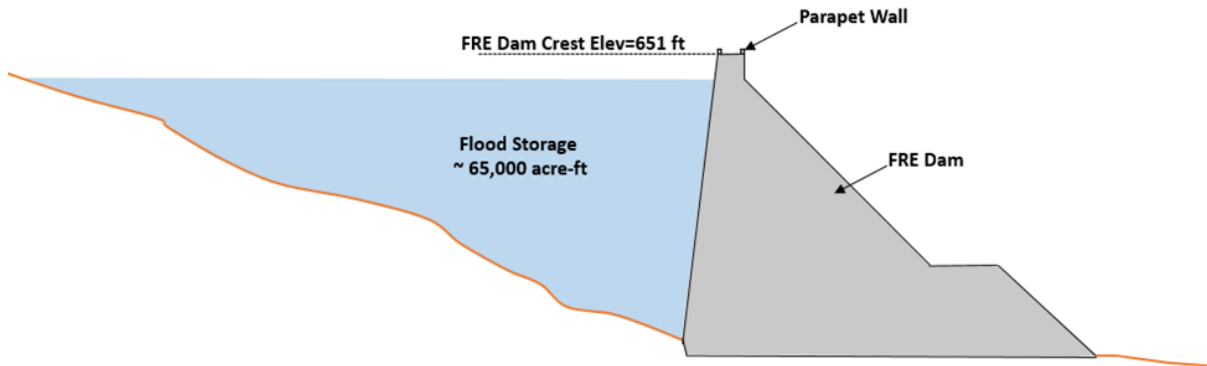 Parapet Wall
FRE Dam Crest Elev=651 ft
Flood Storage
~ 65,000 acre-ft
FRE Dam